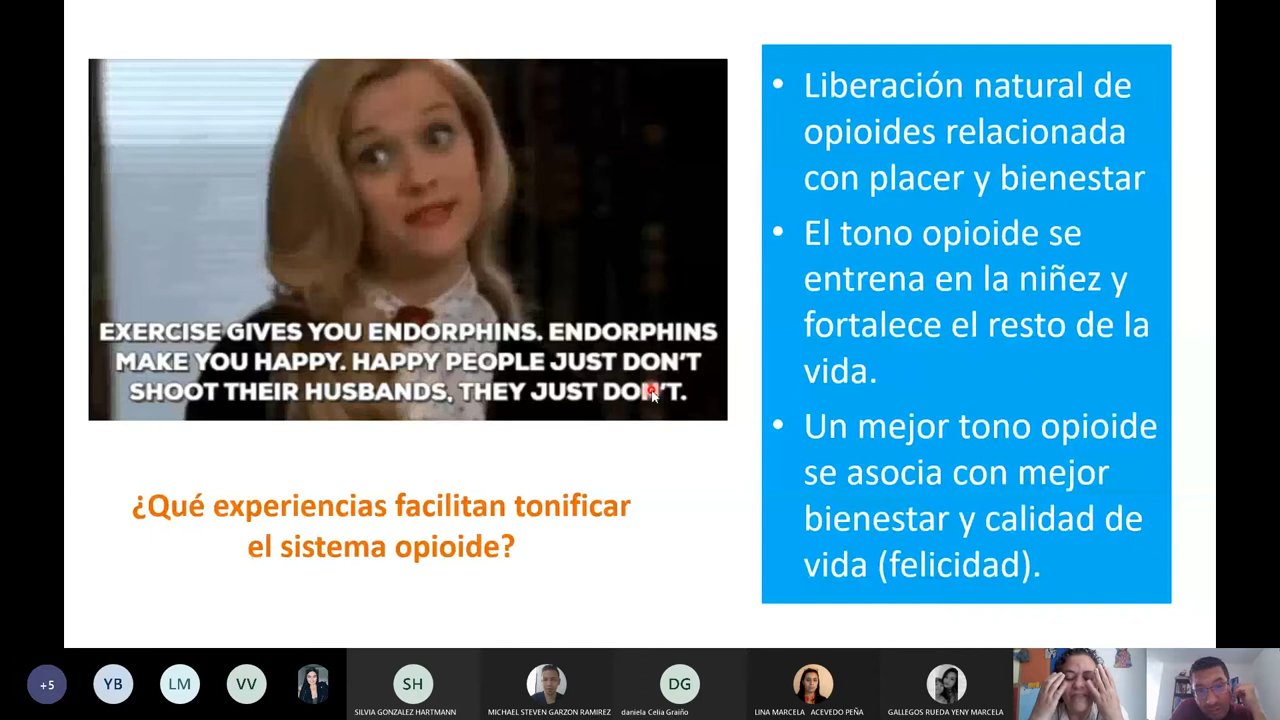 EXERCISE GIVES YOU ENDORPHINS. ENDORPHINS
MAKE YOU HAPPY. HAPPY PEOPLE JUST DON'T
SHOOT THEIR HUSBANDS, THEY JUST DON'T.
¿Qué experiencias facilitan tonificar
el sistema opioide?
• Liberación natural de
opioides relacionada
con placer y bienestar
• El tono opioide se
entrena en la niñez y
fortalece el resto de la
vida.
• Un mejor tono opioide
se asocia con mejor
bienestar y calidad de
vida (felicidad).
+5
YB
LM
VV
SH
SILVIA GONZALEZ HARTMANN
MICHAEL STEVEN GARZON RAMIREZ
DG
daniela Celia Graiño
LINA MARCELA ACEVEDO PEÑA
GALLEGOS RUEDA YENY MARCELA